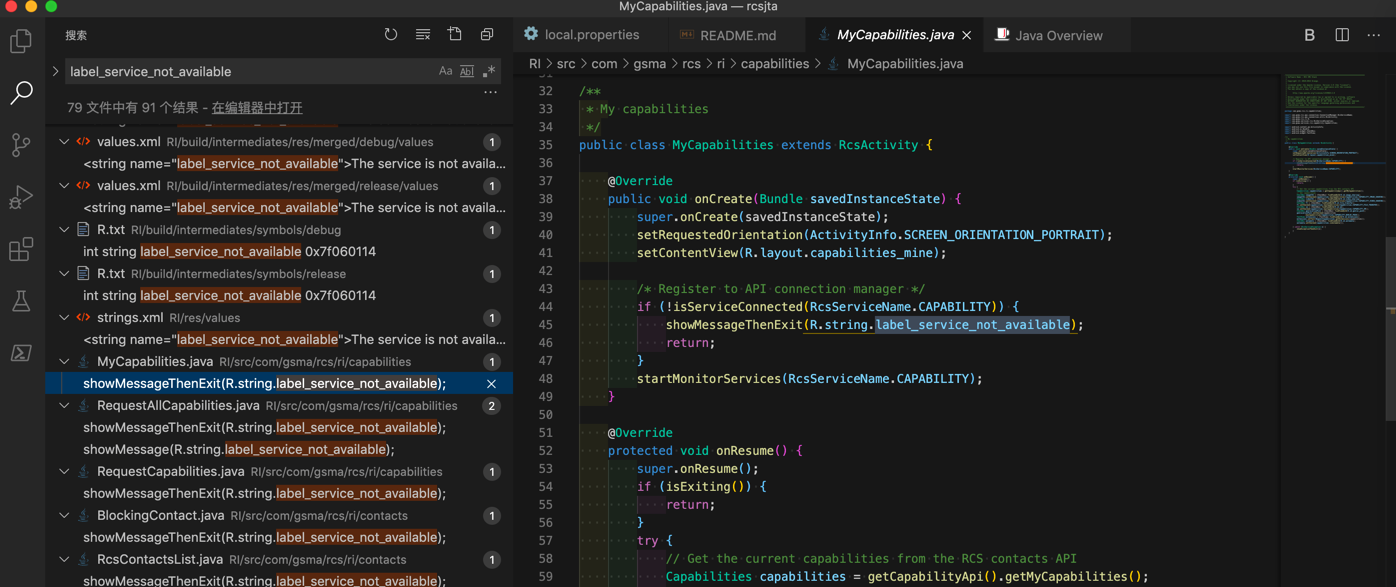 MyCapabilities.java — rcsjta
搜索
label_service_not_available
Aa Abl .*
79 文件中有 91 个结果 - 在编辑器中打开
values.xml RI/build/intermediates/res/merged/debug/values 1
<string name="label_service_not_available">The service is not availa...
values.xml RI/build/intermediates/res/merged/release/values 1
<string name="label_service_not_available">The service is not availa...
R.txt RI/build/intermediates/symbols/debug 1
int string label_service_not_available 0x7f060114
R.txt RI/build/intermediates/symbols/release 1
int string label_service_not_available 0x7f060114
strings.xml RI/res/values 1
<string name="label_service_not_available">The service is not availa...
MyCapabilities.java RI/src/com/gsma/rcs/ri/capabilities 1
showMessageThenExit(R.string.label_service_not_available);
RequestAllCapabilities.java RI/src/com/gsma/rcs/ri/capabilities 2
showMessageThenExit(R.string.label_service_not_available);
showMessage(R.string.label_service_not_available);
RequestCapabilities.java RI/src/com/gsma/rcs/ri/capabilities 1
showMessageThenExit(R.string.label_service_not_available);
BlockingContact.java RI/src/com/gsma/rcs/ri/contacts 1
showMessageThenExit(R.string.label_service_not_available);
RcsContactsList.java RI/src/com/gsma/rcs/ri/contacts 1
showMessageThenExit(R.string.label_service_not_available);
local.properties README.md MyCapabilities.java Java Overview B
RI > src > com > gsma > rcs > ri > capabilities > MyCapabilities.java
31
32 /**
33 * My capabilities
34 */
35 public class MyCapabilities extends RcsActivity {
36
37 @Override
38 public void onCreate(Bundle savedInstanceState) {
39 super.onCreate(savedInstanceState);
40 setRequestedOrientation(ActivityInfo.SCREEN_ORIENTATION_PORTRAIT);
41 setContentView(R.layout.capabilities_mine);
42
43 /* Register to API connection manager */
44 if (!isServiceConnected(RcsServiceName.CAPABILITY)) {
45 showMessageThenExit(R.string.label_service_not_available);
46 return;
47 }
48 startMonitorServices(RcsServiceName.CAPABILITY);
49 }
50
51 @Override
52 protected void onResume() {
53 super.onResume();
54 if (isExiting()) {
55 return;
56 }
57 try {
58 // Get the current capabilities from the RCS contacts API
59 Capabilities capabilities = getCapabilityApi().getMyCapabilities();